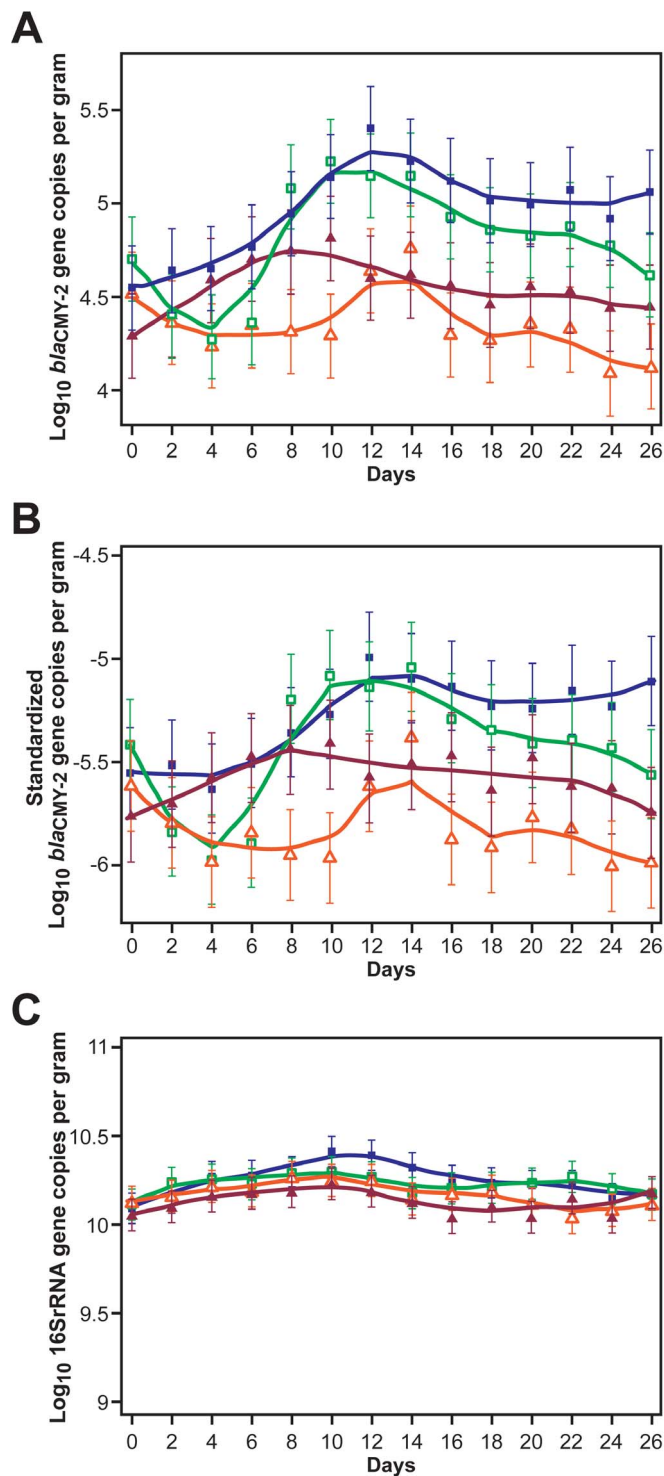 A
Log10 blaCMY-2 gene copies per gram
5.5
5
4.5
4
0 2 4 6 8 10 12 14 16 18 20 22 24 26
Days
B
Standardized
Log10 blaCMY-2 gene copies per gram
-4.5
-5
-5.5
-6
0 2 4 6 8 10 12 14 16 18 20 22 24 26
Days
C
Log10 16SrRNA gene copies per gram
11
10.5
10
9.5
9
0 2 4 6 8 10 12 14 16 18 20 22 24 26
Days